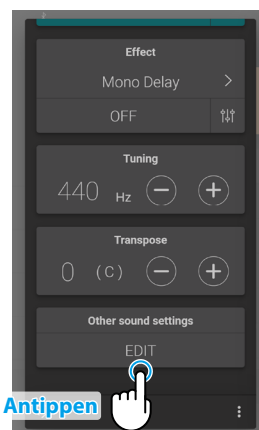 Effect
Mono Delay
OFF
Tuning
440 Hz
Transpose
0 (C)
Other sound settings
EDIT
Antippen